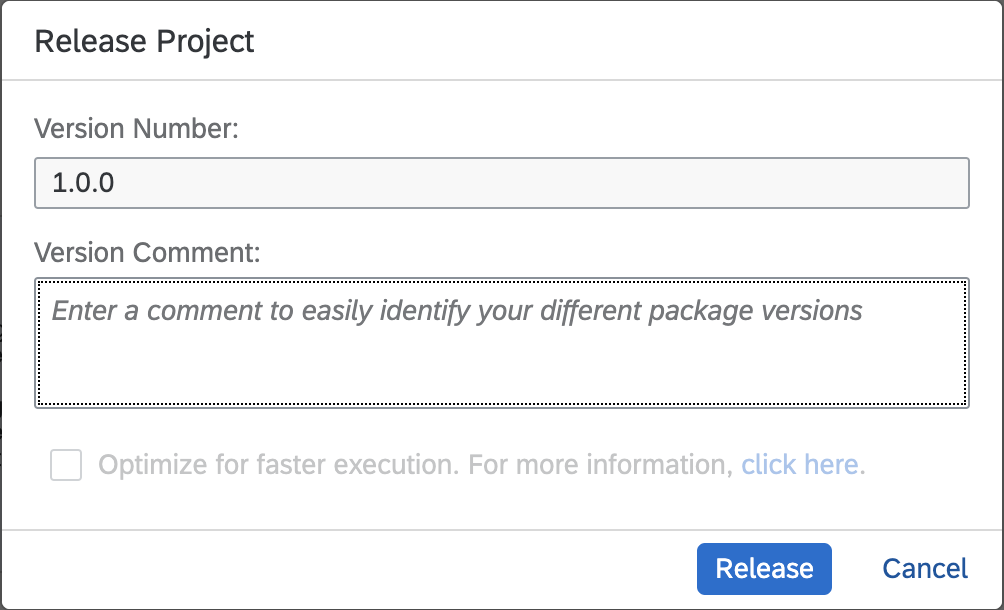 Release Project
Version Number:
1.0.0
Version Comment:
Enter a comment to easily identify your different package versions
Optimize for faster execution. For more information, click here.
Release Cancel